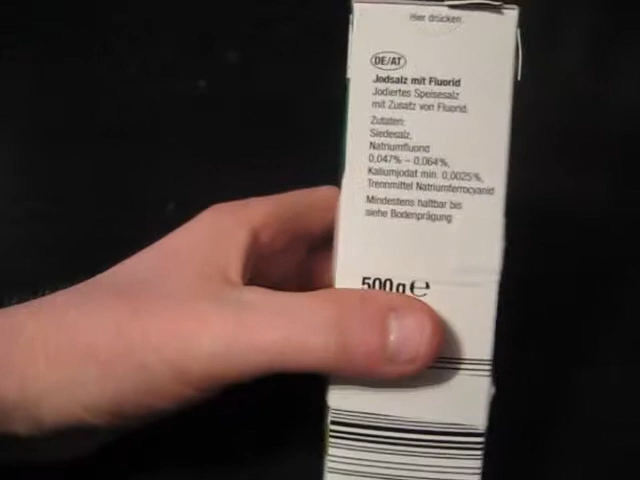 Hier drücken.
DE/AT
Jodsalz mit Fluorid
Jodiertes Speisesalz
mit Zusatz von Fluorid.
Zutaten:
Siedesalz,
Natriumfluorid
0,047% – 0,064%,
Kaliumjodat min. 0,0025%,
Trennmittel Natriumferrocyanid
Mindestens haltbar bis
siehe Bodenprägung
500g e